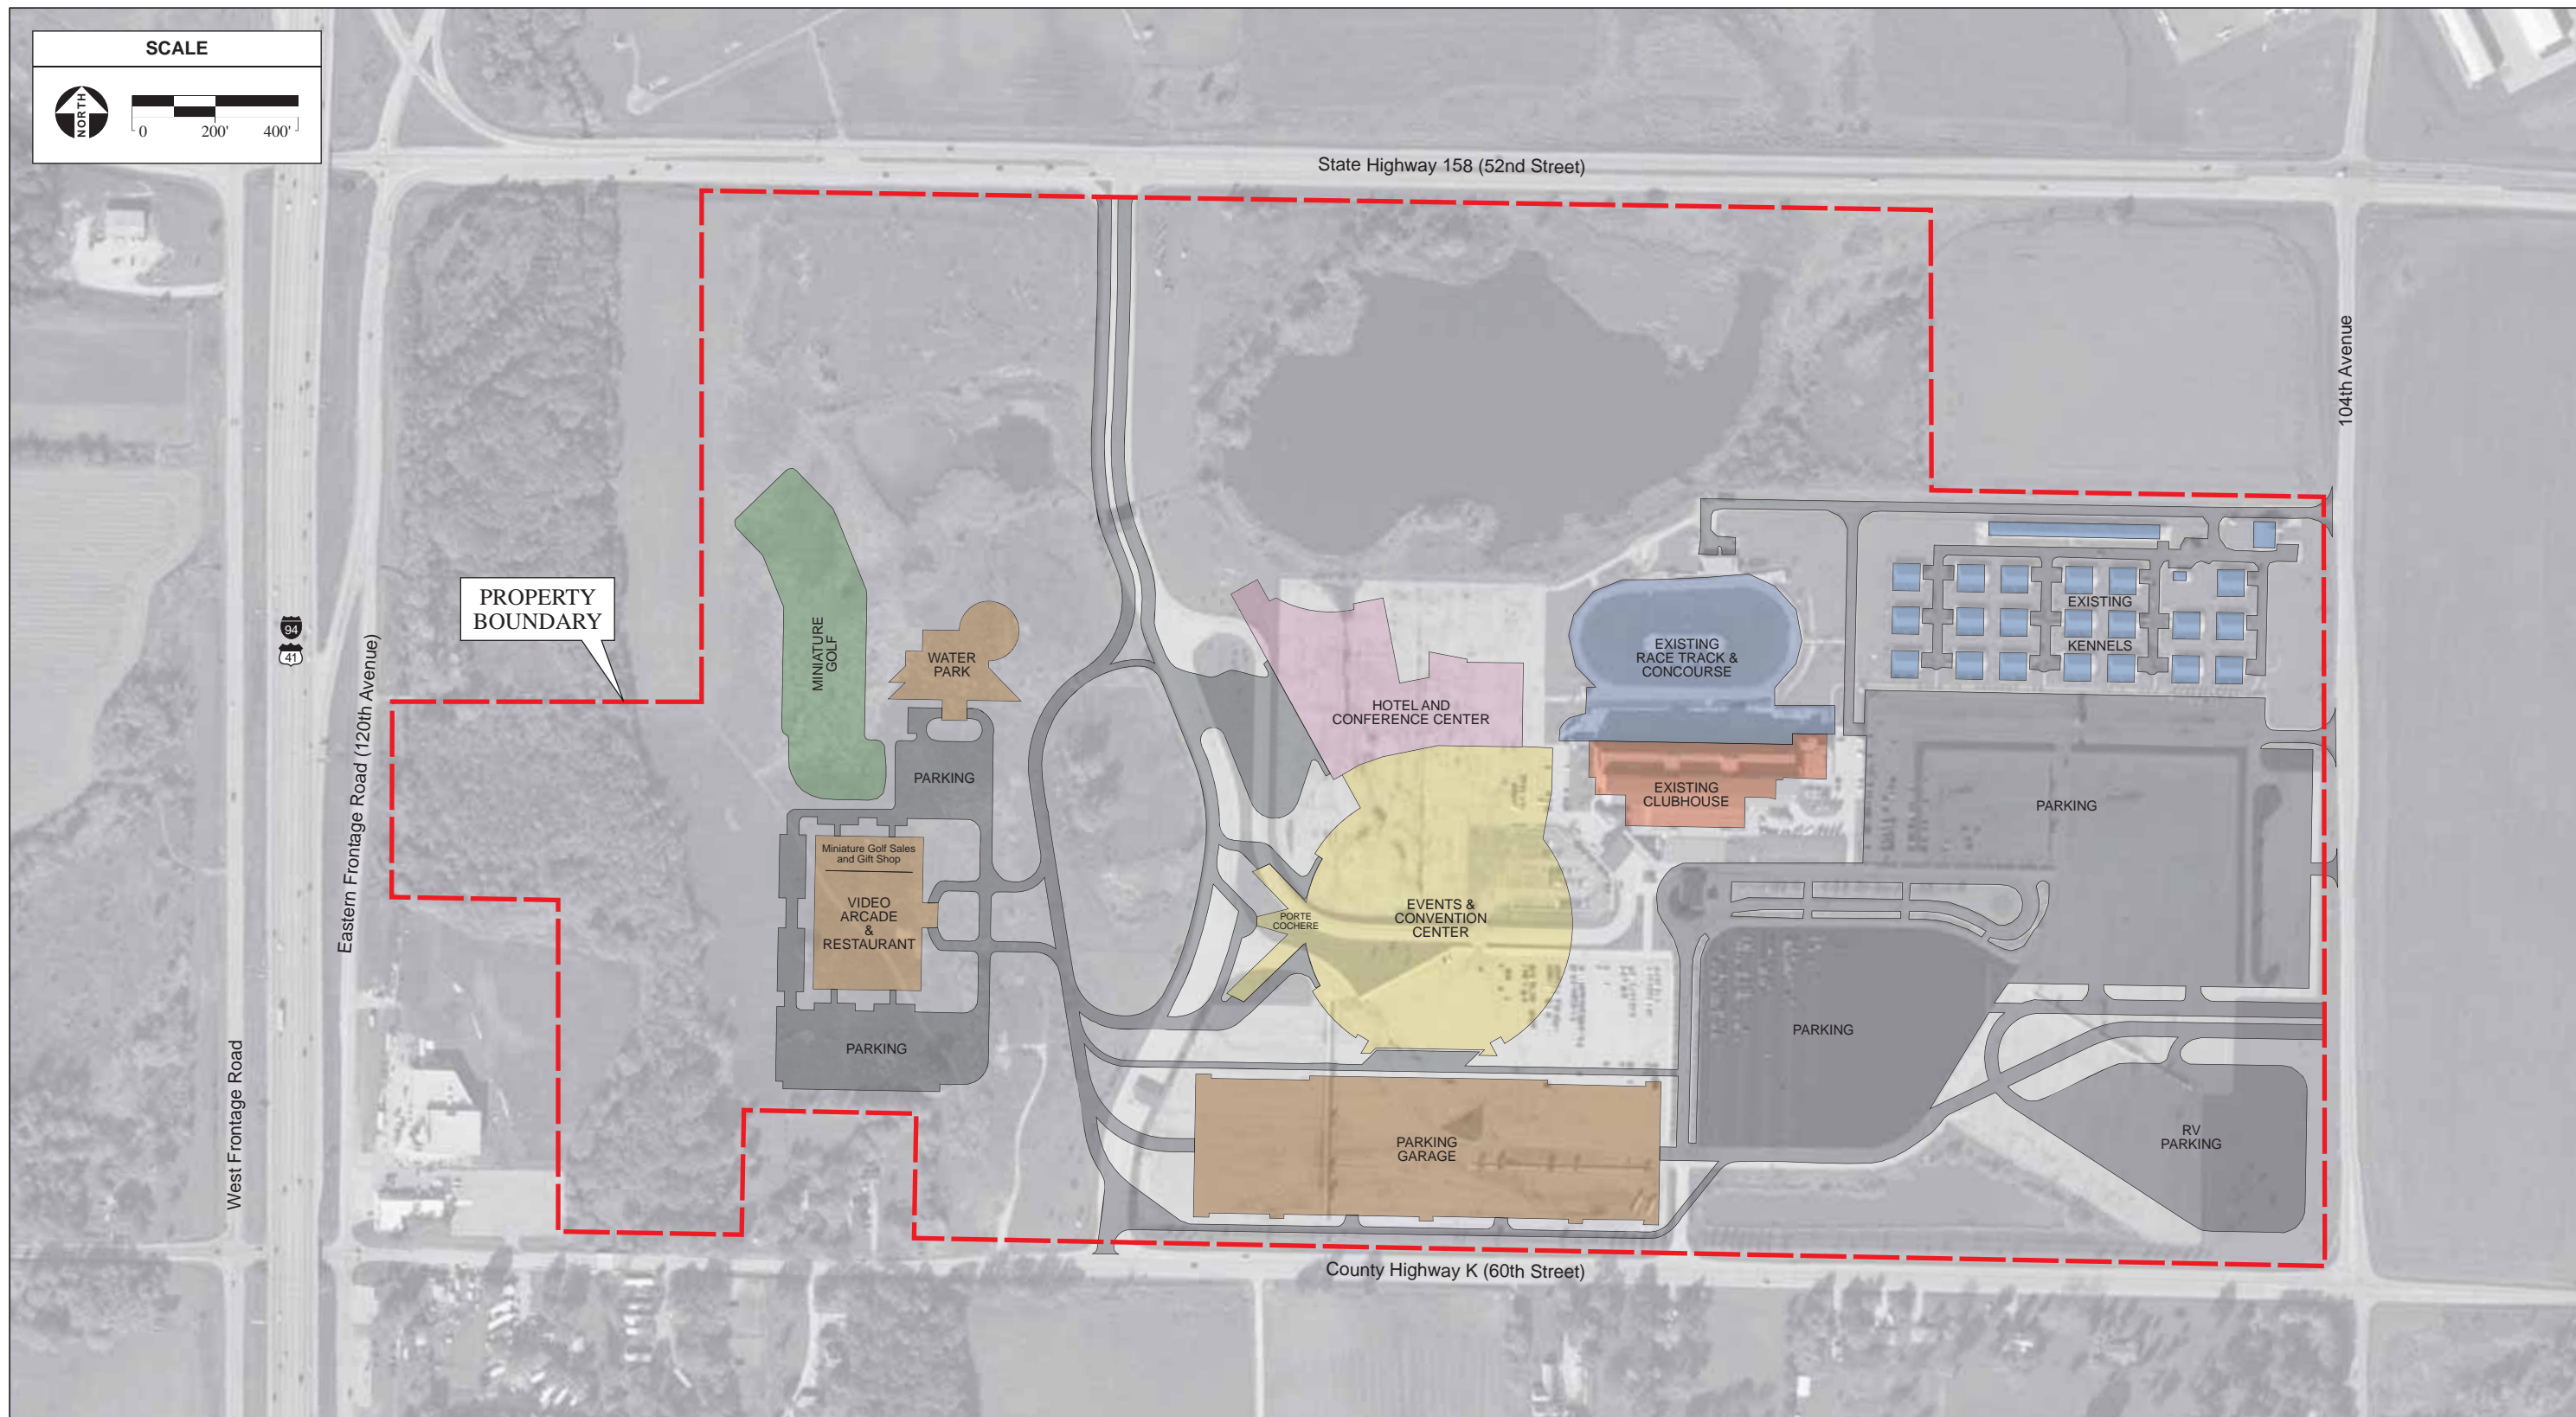 SCALE
NORTH
0 200' 400'
State Highway 158 (52nd Street)
104th Avenue
PROPERTY
BOUNDARY
94
41
Eastern Frontage Road (120th Avenue)
West Frontage Road
MINIATURE
GOLF
WATER
PARK
PARKING
Miniature Golf Sales
and Gift Shop
VIDEO
ARCADE
&
RESTAURANT
PARKING
HOTEL AND
CONFERENCE CENTER
EXISTING
RACE TRACK &
CONCOURSE
EXISTING
KENNELS
EXISTING
CLUBHOUSE
PARKING
PORTE
COCHERE
EVENTS &
CONVENTION
CENTER
PARKING
PARKING
GARAGE
RV
PARKING
County Highway K (60th Street)